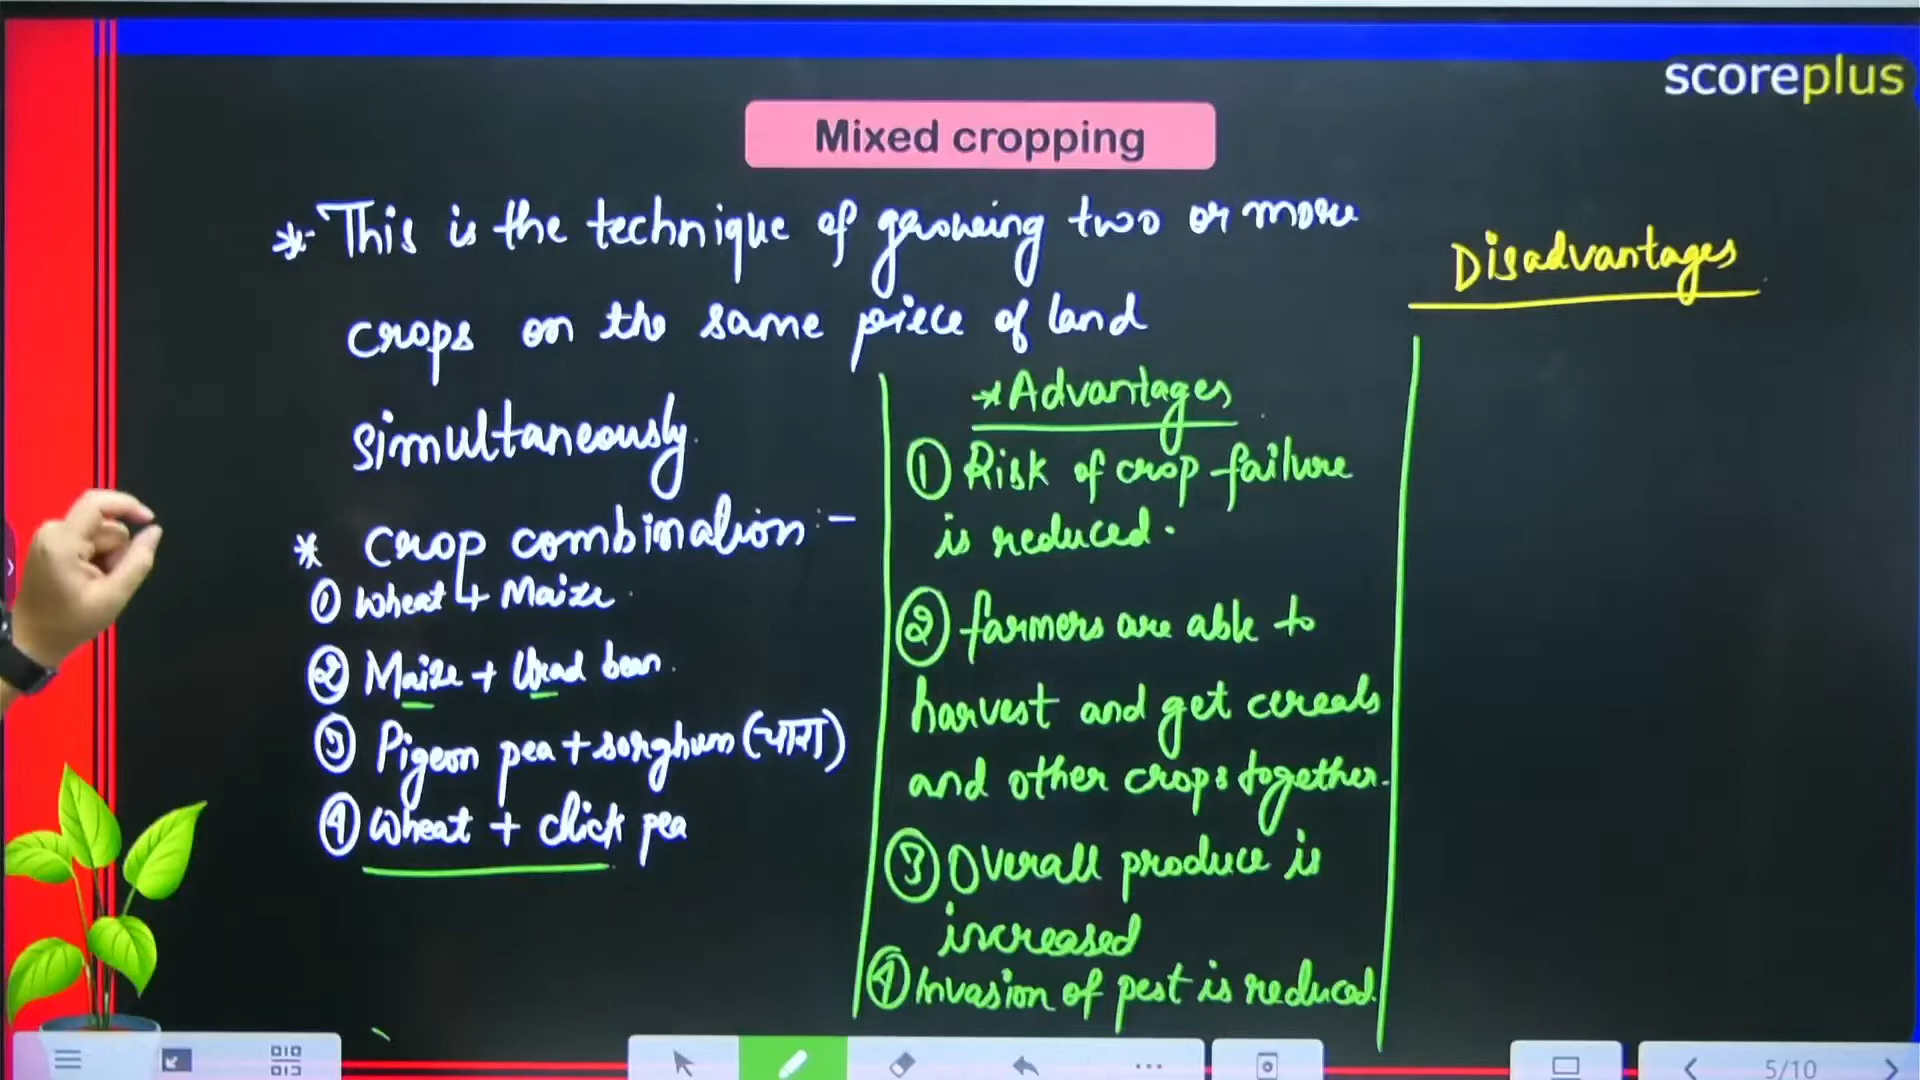 scoreplus
Mixed cropping
* This is the technique of growing two or more
crops on the same piece of land
simultaneously
* crop combination :-
① Wheat + Maize
② Maize + Urad bean
③ Pigeon pea + sorghum (चारा)
④ Wheat + chick pea
* Advantages
① Risk of crop failure
is reduced.
② farmers are able to
harvest and get cereals
and other crops together.
③ Overall produce is
increased
④ Invasion of pest is reduced.
Disadvantages
5/10